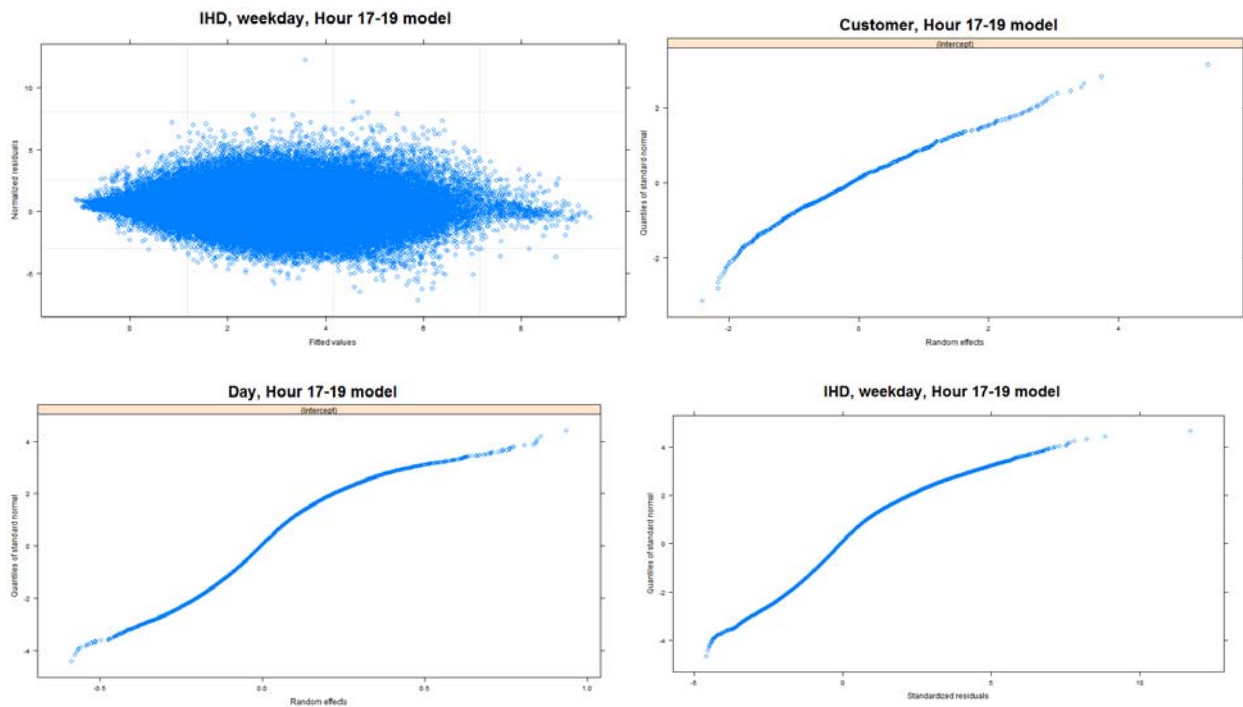 IHD, weekday, Hour 17-19 model
10
5
0
-5
Normalized residuals
0
2
4
6
8
Fitted values
Customer, Hour 17-19 model
(Intercept)
2
0
-2
Quantiles of standard normal
-2
0
2
4
Random effects
Day, Hour 17-19 model
(Intercept)
4
2
0
-2
-4
Quantiles of standard normal
-0.5
0.0
0.5
1.0
Random effects
IHD, weekday, Hour 17-19 model
4
2
0
-2
-4
Quantiles of standard normal
-5
0
5
10
Standardized residuals